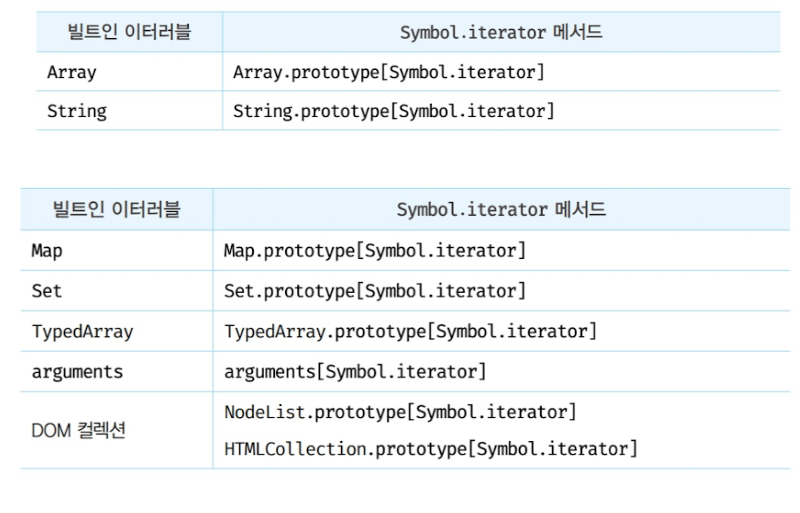 빌트인 이터러블 Symbol.iterator 메서드
Array Array.prototype[Symbol.iterator]
String String.prototype[Symbol.iterator]
빌트인 이터러블 Symbol.iterator 메서드
Map Map.prototype[Symbol.iterator]
Set Set.prototype[Symbol.iterator]
TypedArray TypedArray.prototype[Symbol.iterator]
arguments arguments[Symbol.iterator]
DOM 컬렉션 NodeList.prototype[Symbol.iterator]
HTMLCollection.prototype[Symbol.iterator]